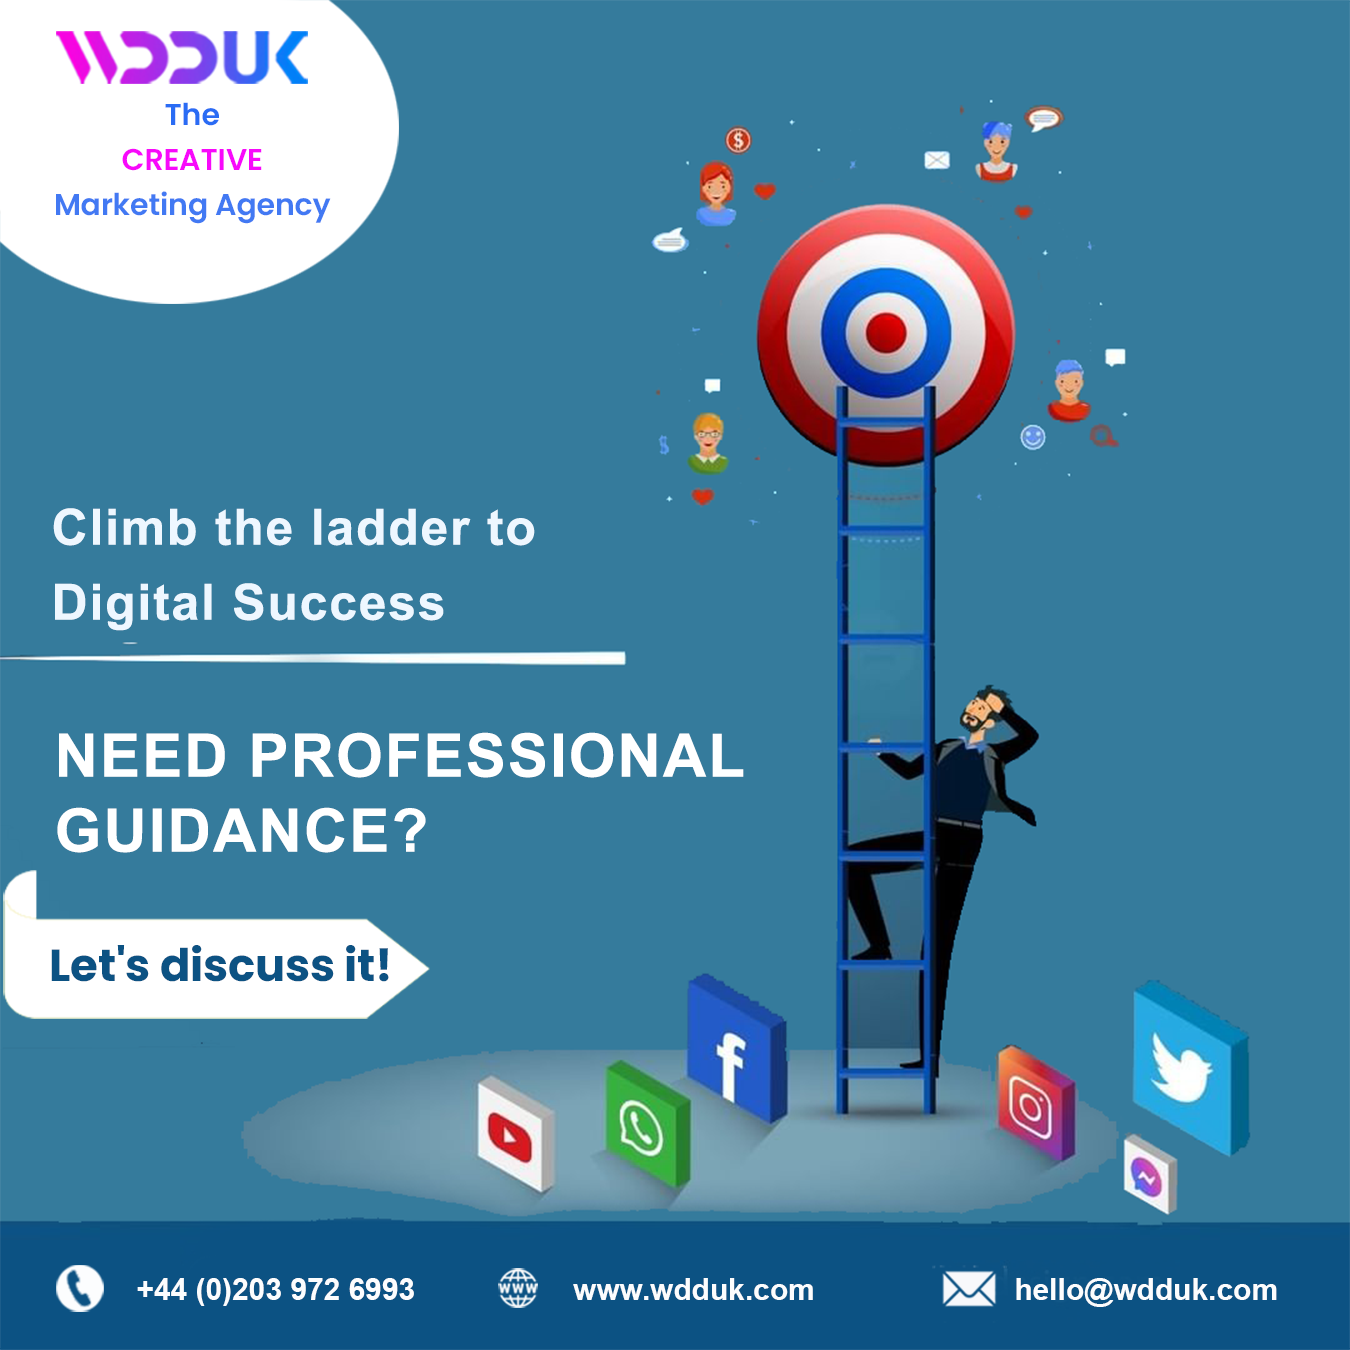 WDDUK
The
CREATIVE
Marketing Agency
Climb the ladder to
Digital Success
NEED PROFESSIONAL
GUIDANCE?
Let's discuss it!
+44 (0)203 972 6993
www.wdduk.com
hello@wdduk.com